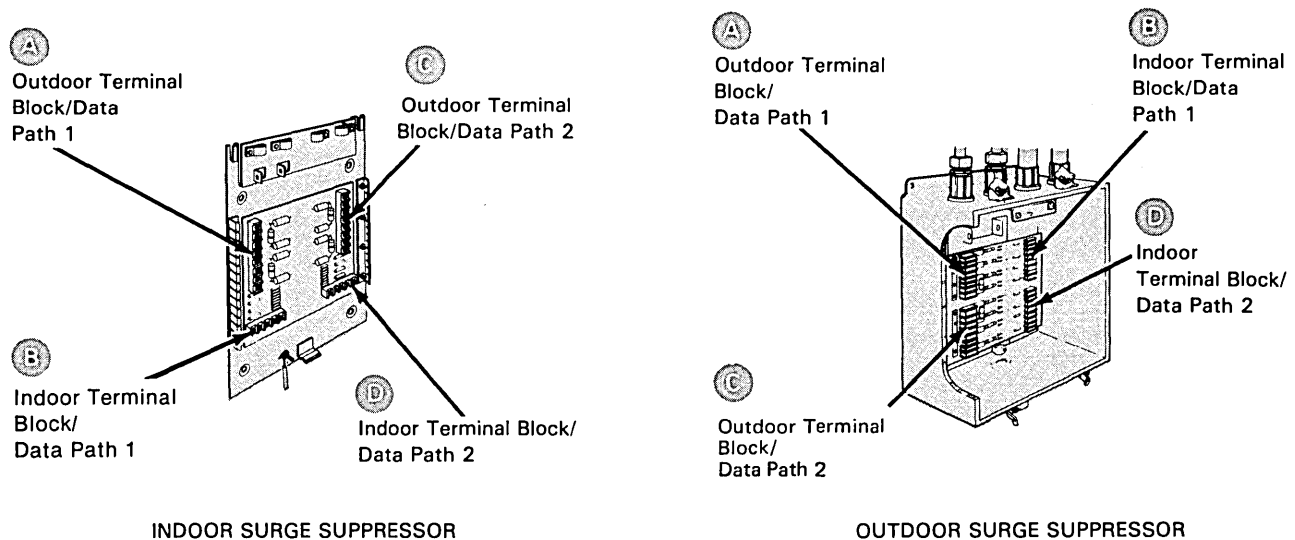 A
Outdoor Terminal
Block/Data
Path 1
C
Outdoor Terminal
Block/Data Path 2
B
Indoor Terminal
Block/
Data Path 1
D
Indoor Terminal Block/
Data Path 2
INDOOR SURGE SUPPRESSOR
A
Outdoor Terminal
Block/
Data Path 1
B
Indoor Terminal
Block/Data
Path 1
D
Indoor
Terminal Block/
Data Path 2
C
Outdoor Terminal
Block/
Data Path 2
OUTDOOR SURGE SUPPRESSOR